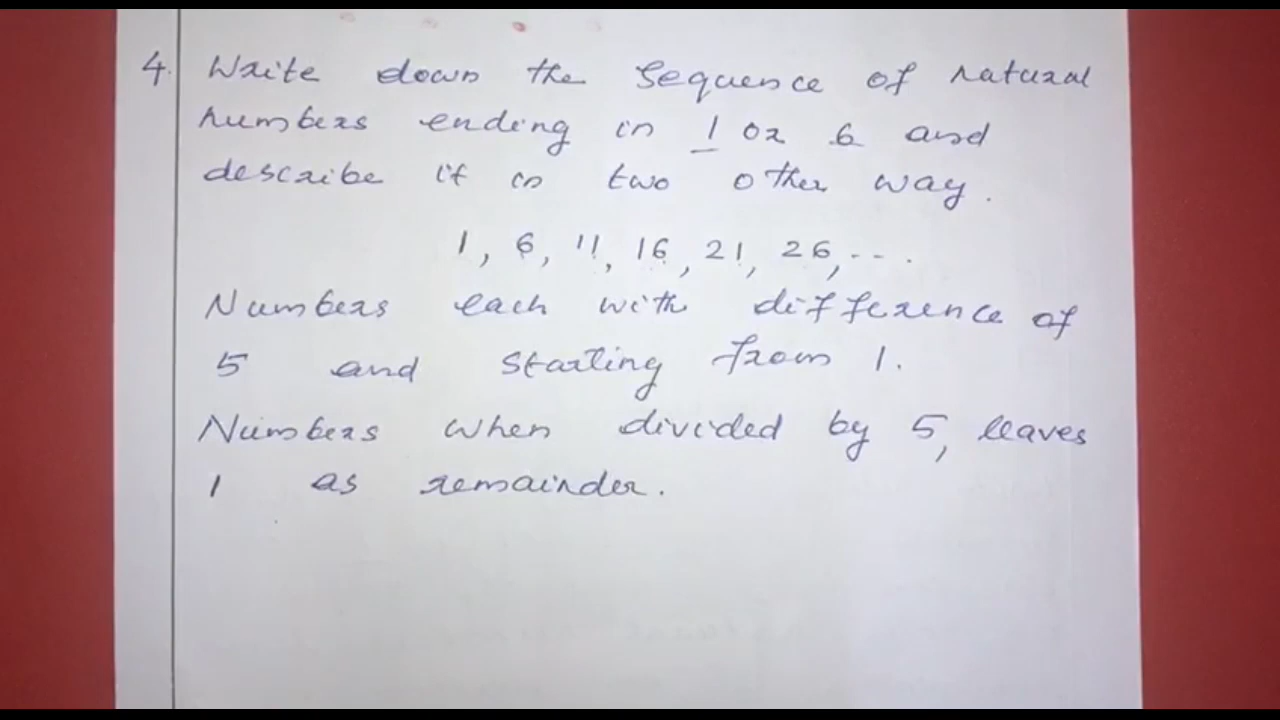 4. Write down the sequence of natural
numbers ending in 1 or 6 and
describe it in two other way.
1, 6, 11, 16, 21, 26, ...
Numbers each with difference of
5 and starting from 1.
Numbers when divided by 5, leaves
1 as remainder.